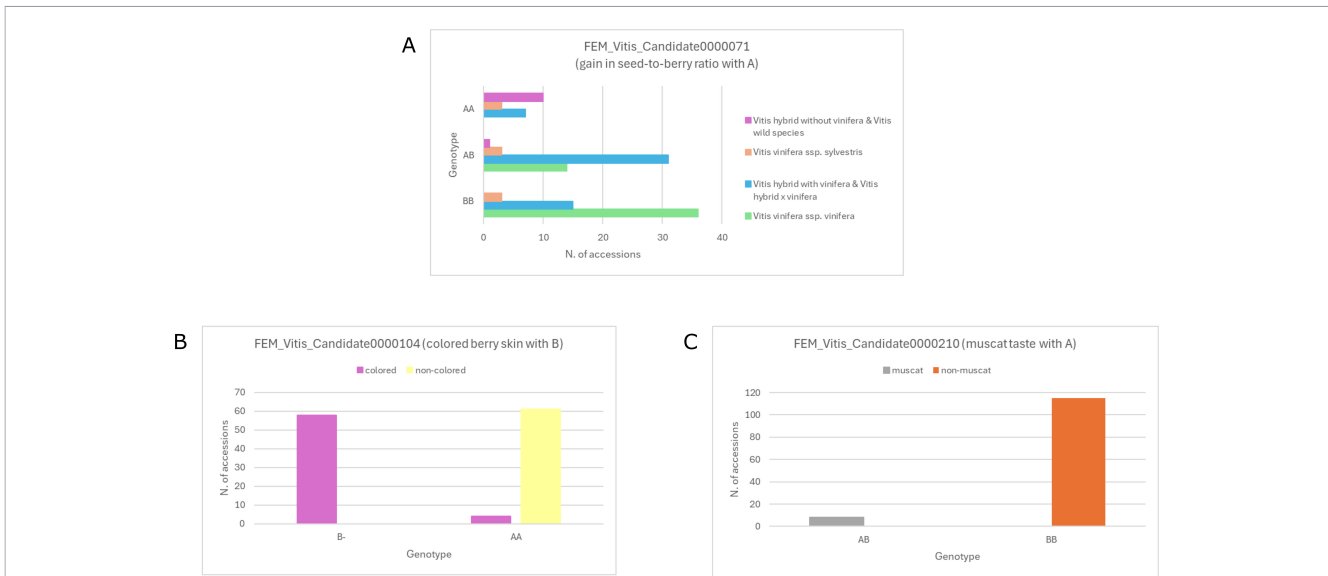 A
FEM_Vitis_Candidate0000071
(gain in seed-to-berry ratio with A)
Genotype
AA
AB
BB
0 10 20 30 40
N. of accessions
Vitis hybrid without vinifera & Vitis
wild species
Vitis vinifera ssp. sylvestris
Vitis hybrid with vinifera & Vitis
hybrid x vinifera
Vitis vinifera ssp. vinifera
B
FEM_Vitis_Candidate0000104 (colored berry skin with B)
colored non-colored
N. of accessions
70
60
50
40
30
20
10
0
B- AA
Genotype
C
FEM_Vitis_Candidate0000210 (muscat taste with A)
muscat non-muscat
N. of accessions
120
100
80
60
40
20
0
AB BB
Genotype